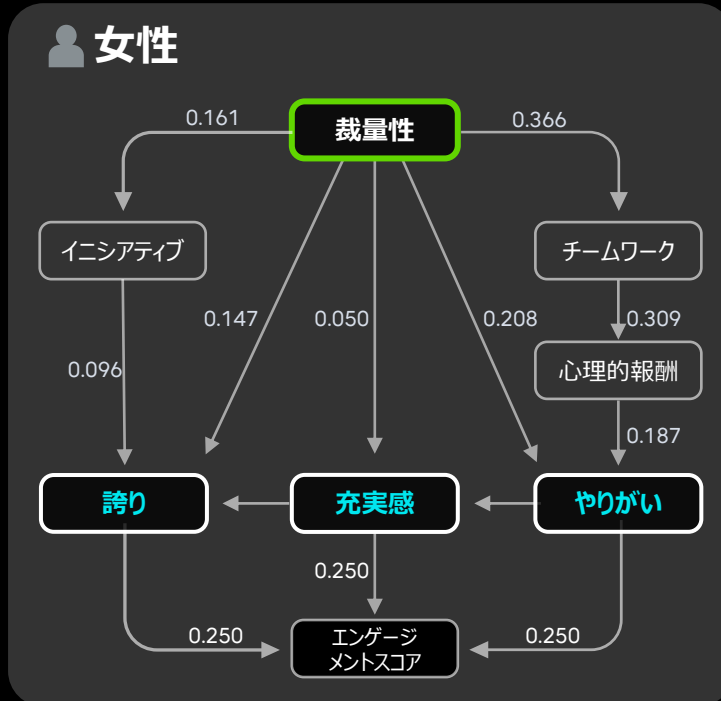 女性
裁量性
0.161
0.366
イニシアティブ
チームワーク
0.147
0.050
0.208
0.309
0.096
心理的報酬
0.187
誇り
充実感
やりがい
0.250
0.250
エンゲージ
メントスコア
0.250